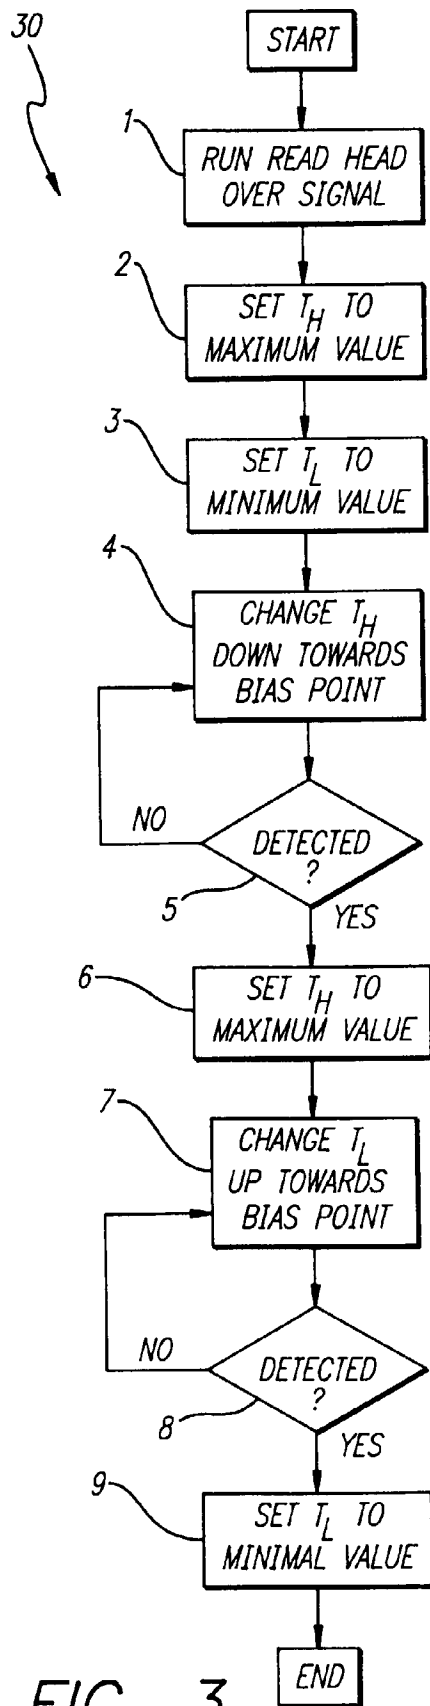 30
START
1
RUN READ HEAD
OVER SIGNAL
2
SET T_H TO
MAXIMUM VALUE
3
SET T_L TO
MINIMUM VALUE
4
CHANGE T_H
DOWN TOWARDS
BIAS POINT
NO
DETECTED
?
5
YES
6
SET T_H TO
MAXIMUM VALUE
7
CHANGE T_L
UP TOWARDS
BIAS POINT
NO
DETECTED
?
8
YES
9
SET T_L TO
MINIMAL VALUE
END
FIG. 3